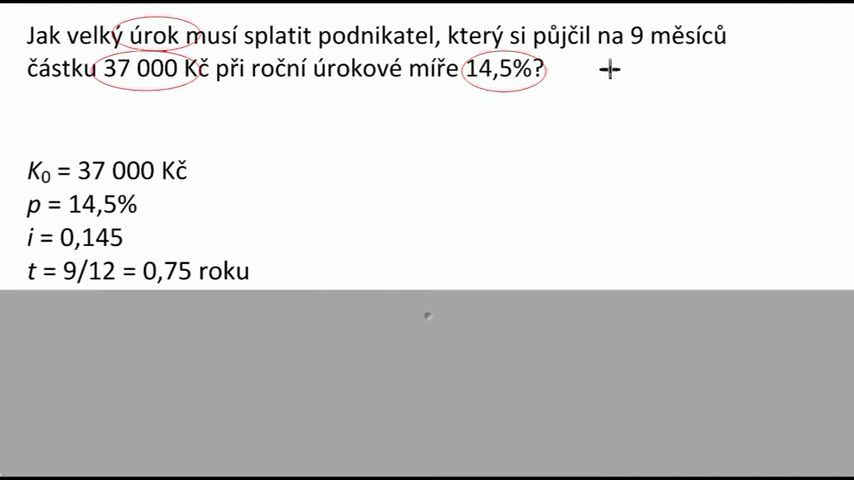 Jak velký úrok musí splatit podnikatel, který si půjčil na 9 měsíců
částku 37 000 Kč při roční úrokové míře 14,5%?
K₀ = 37 000 Kč
p = 14,5%
i = 0,145
t = 9/12 = 0,75 roku